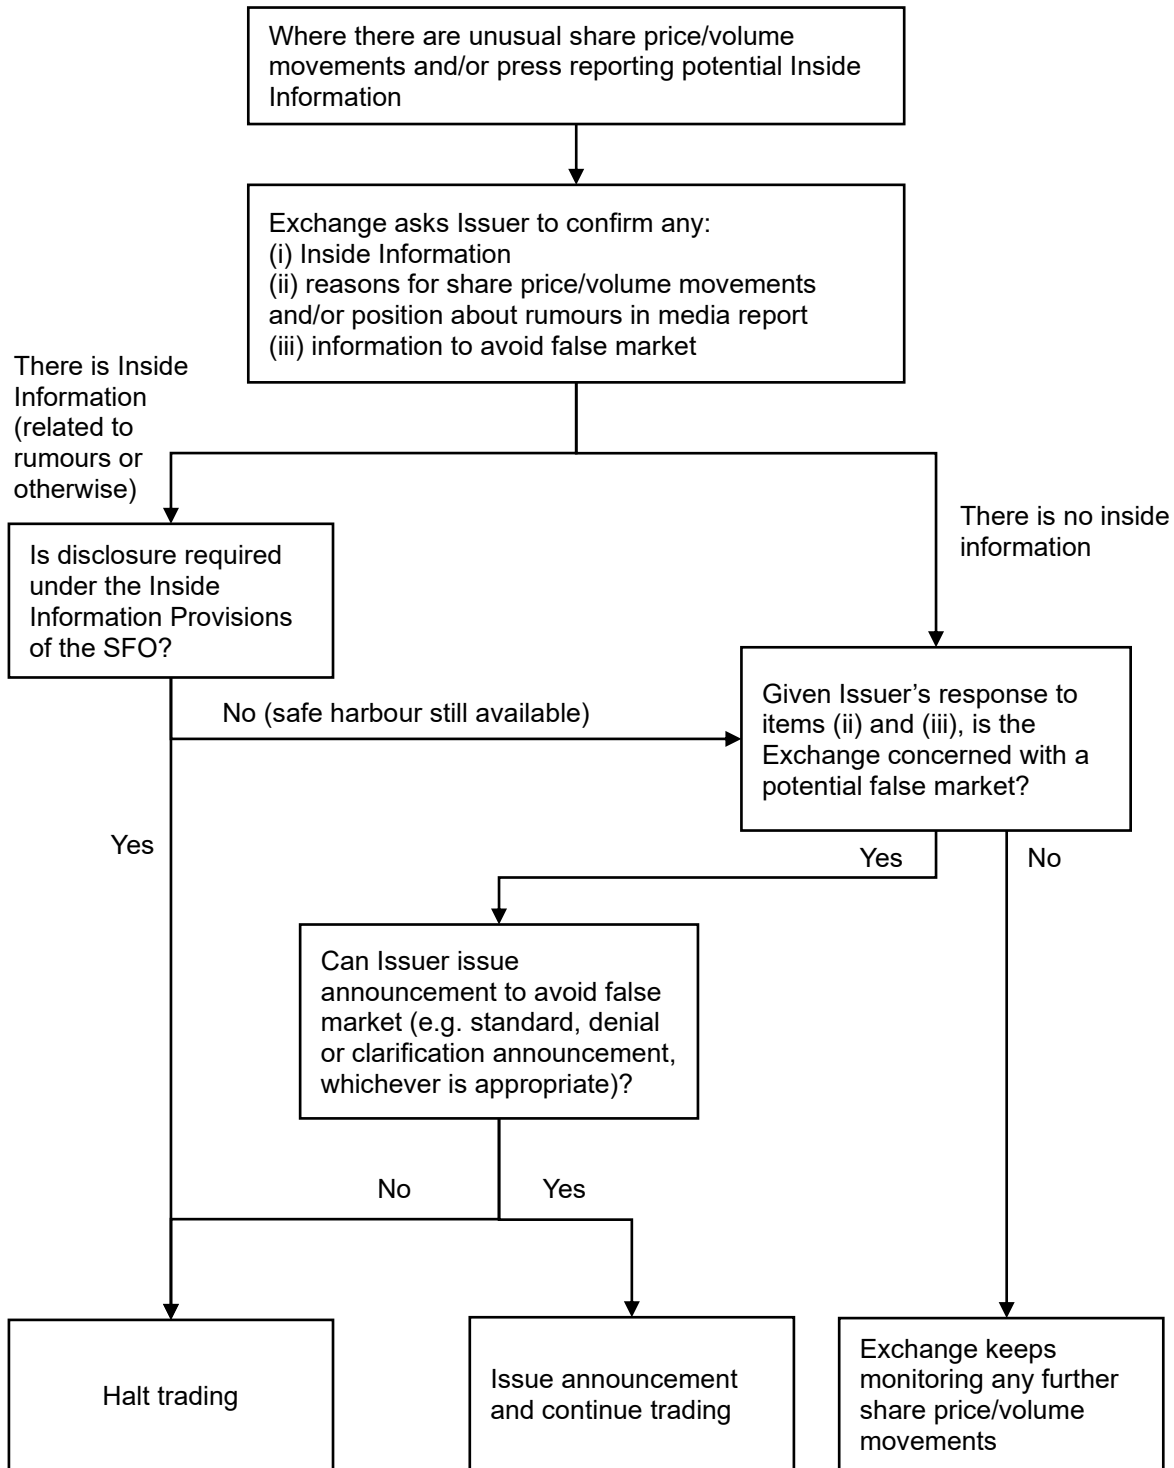 Where there are unusual share price/volume
movements and/or press reporting potential Inside
Information
Exchange asks Issuer to confirm any:
(i) Inside Information
(ii) reasons for share price/volume movements
and/or position about rumours in media report
(iii) information to avoid false market
There is Inside
Information
(related to
rumours or
otherwise)
There is no inside
information
Is disclosure required
under the Inside
Information Provisions
of the SFO?
No (safe harbour still available)
Given Issuer’s response to
items (ii) and (iii), is the
Exchange concerned with a
potential false market?
Yes
Yes
No
Can Issuer issue
announcement to avoid false
market (e.g. standard, denial
or clarification announcement,
whichever is appropriate)?
No
Yes
Halt trading
Issue announcement
and continue trading
Exchange keeps
monitoring any further
share price/volume
movements